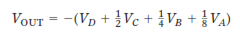 V_OUT = −(V_D + ½V_C + ¼V_B + ⅛V_A)